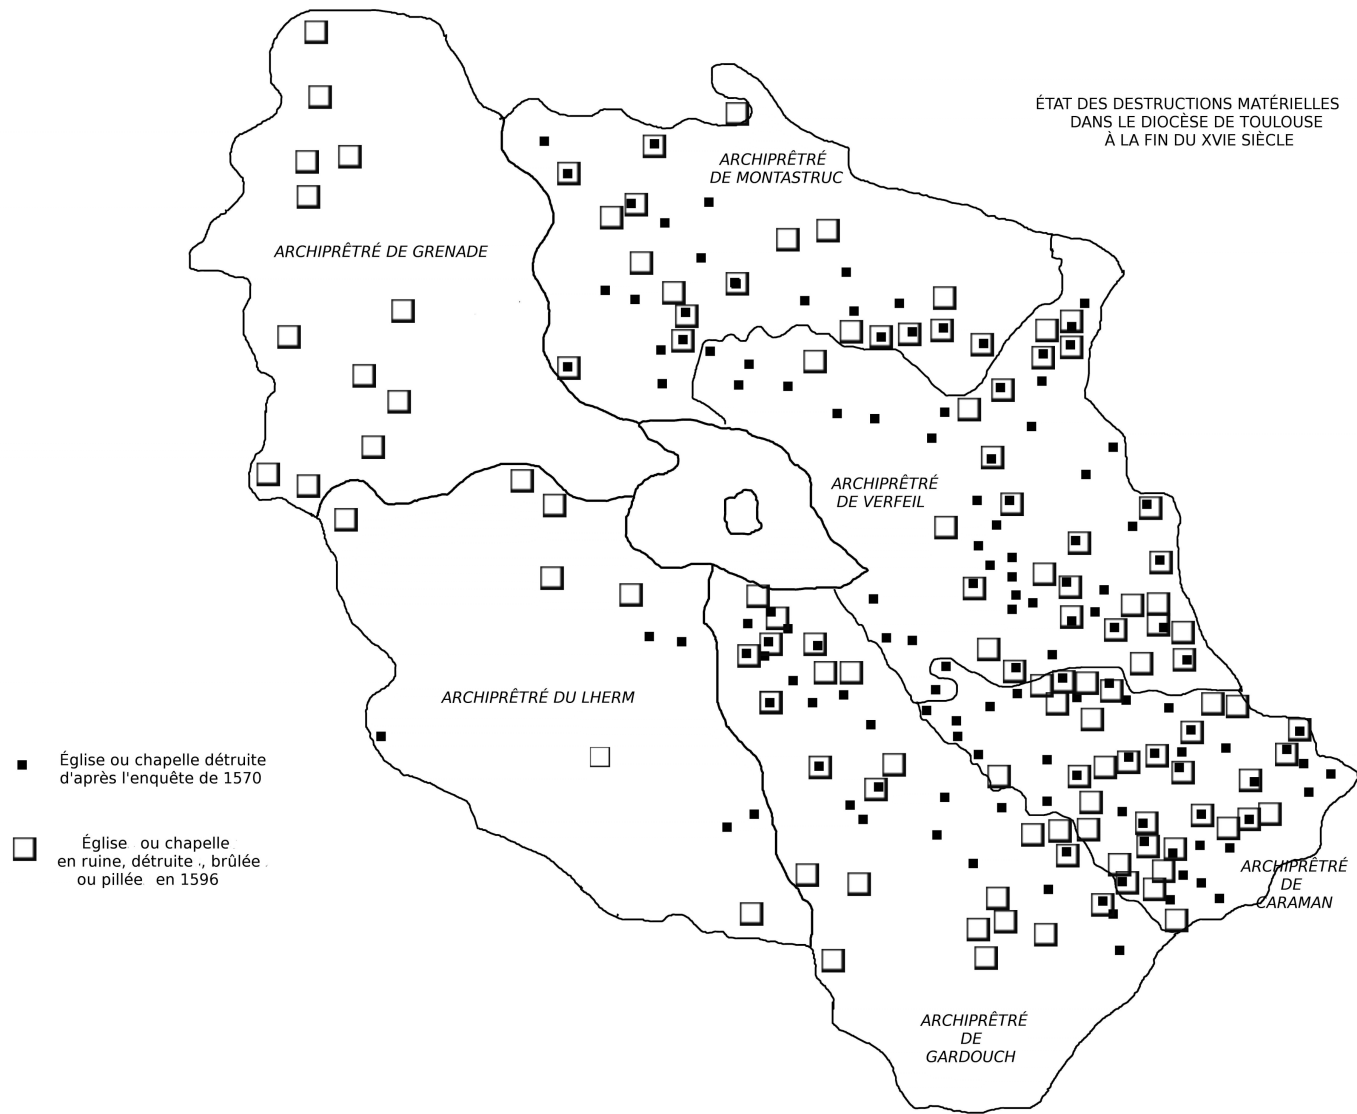 ÉTAT DES DESTRUCTIONS MATÉRIELLES
DANS LE DIOCÈSE DE TOULOUSE
À LA FIN DU XVIE SIÈCLE
ARCHIPRÊTRÉ
DE MONTASTRUC
ARCHIPRÊTRÉ DE GRENADE
ARCHIPRÊTRÉ
DE VERFEIL
ARCHIPRÊTRÉ DU LHERM
Église ou chapelle détruite
d'après l'enquête de 1570
Église ou chapelle
en ruine, détruite , brûlée
ou pillée en 1596
ARCHIPRÊTRÉ
DE
CARAMAN
ARCHIPRÊTRÉ
DE
GARDOUCH